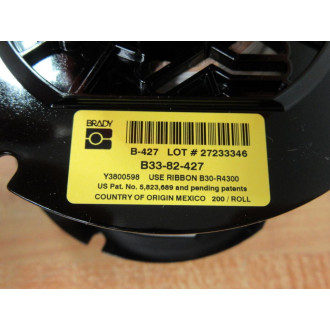 BRADY
B-427 LOT # 27233346
B33-82-427
Y3800598 USE RIBBON B30-R4300
US Pat. No. 5,823,689 and pending patents
COUNTRY OF ORIGIN MEXICO 200 / ROLL